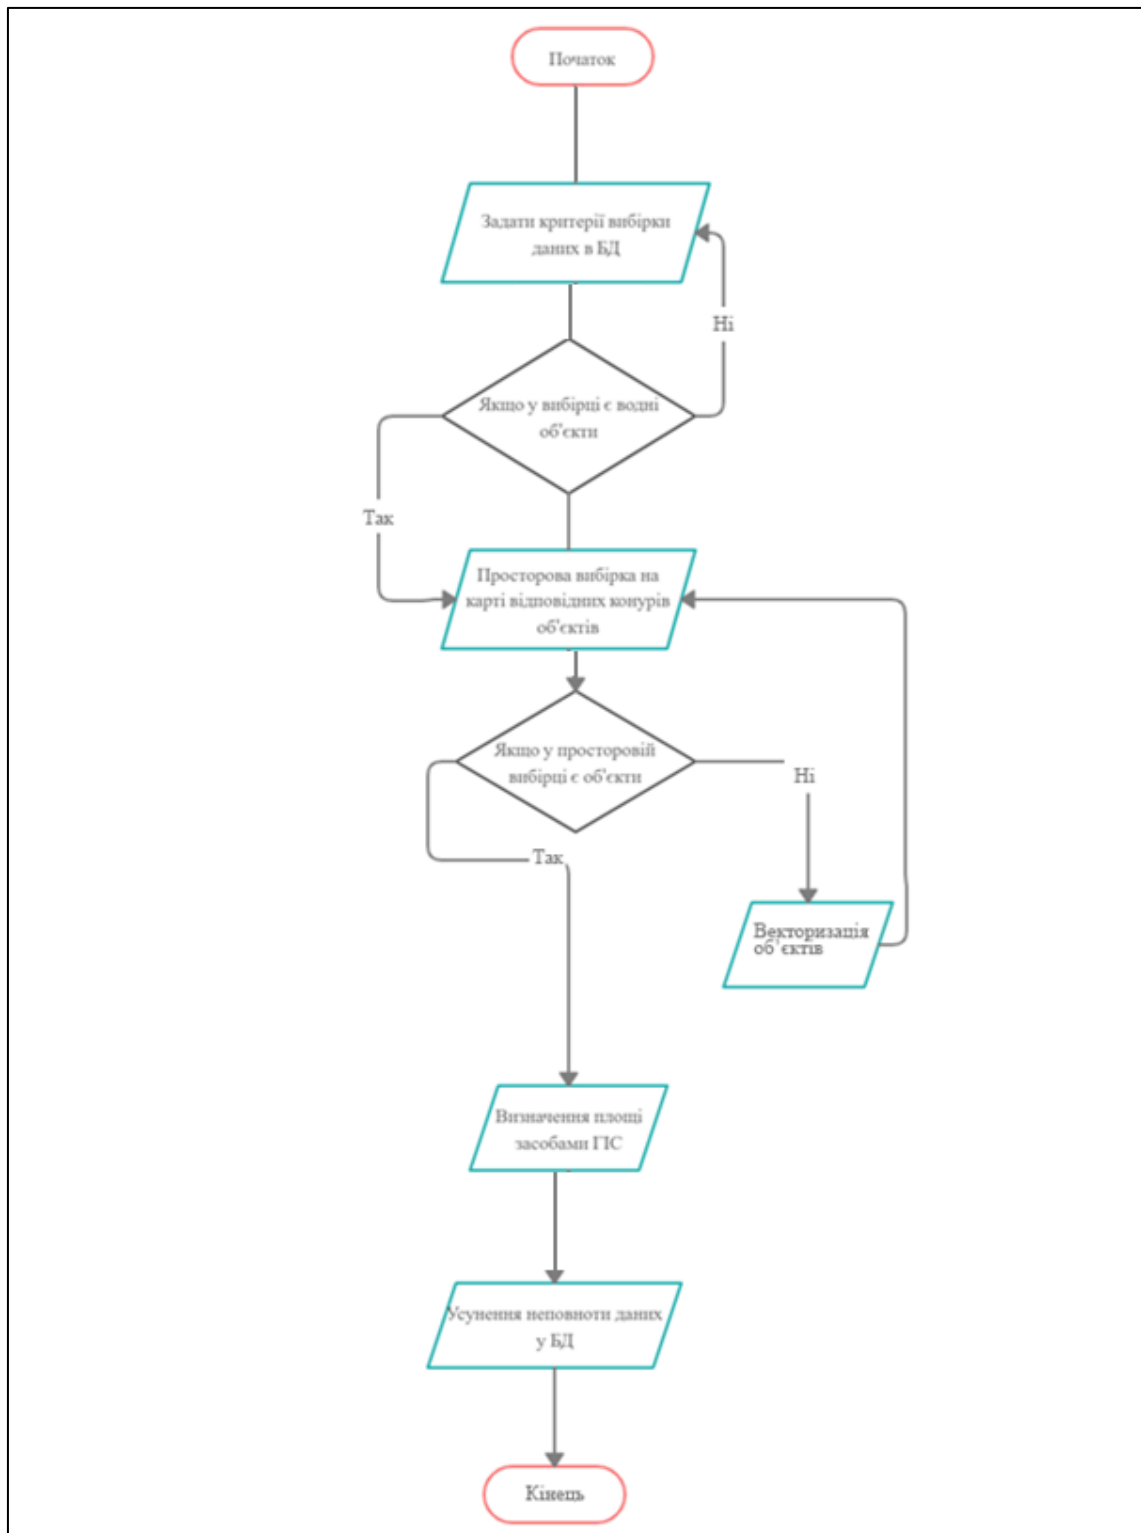 Початок
Задати критерії вибірки
даних в БД
Ні
Якщо у вибірці є водні
об'єкти
Так
Просторова вибірка на
карті відповідних конурів
об'єктів
Якщо у просторовій
вибірці є об'єкти
Ні
Так
Векторизація
об'єктів
Визначення площі
засобами ГІС
Усунення неповноти даних
у БД
Кінець